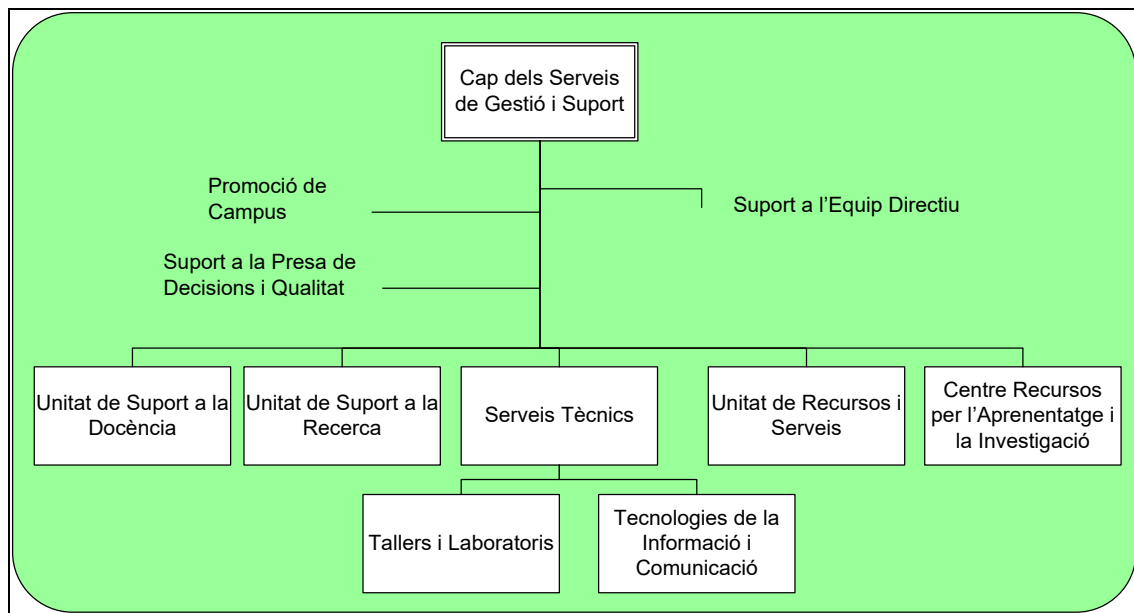 Cap dels Serveis
de Gestió i Suport
Promoció de
Campus
Suport a l’Equip Directiu
Suport a la Presa de
Decisions i Qualitat
Unitat de Suport a la
Docència
Unitat de Suport a la
Recerca
Serveis Tècnics
Unitat de Recursos i
Serveis
Centre Recursos
per l’Aprenentatge i
la Investigació
Tallers i Laboratoris
Tecnologies de la
Informació i
Comunicació